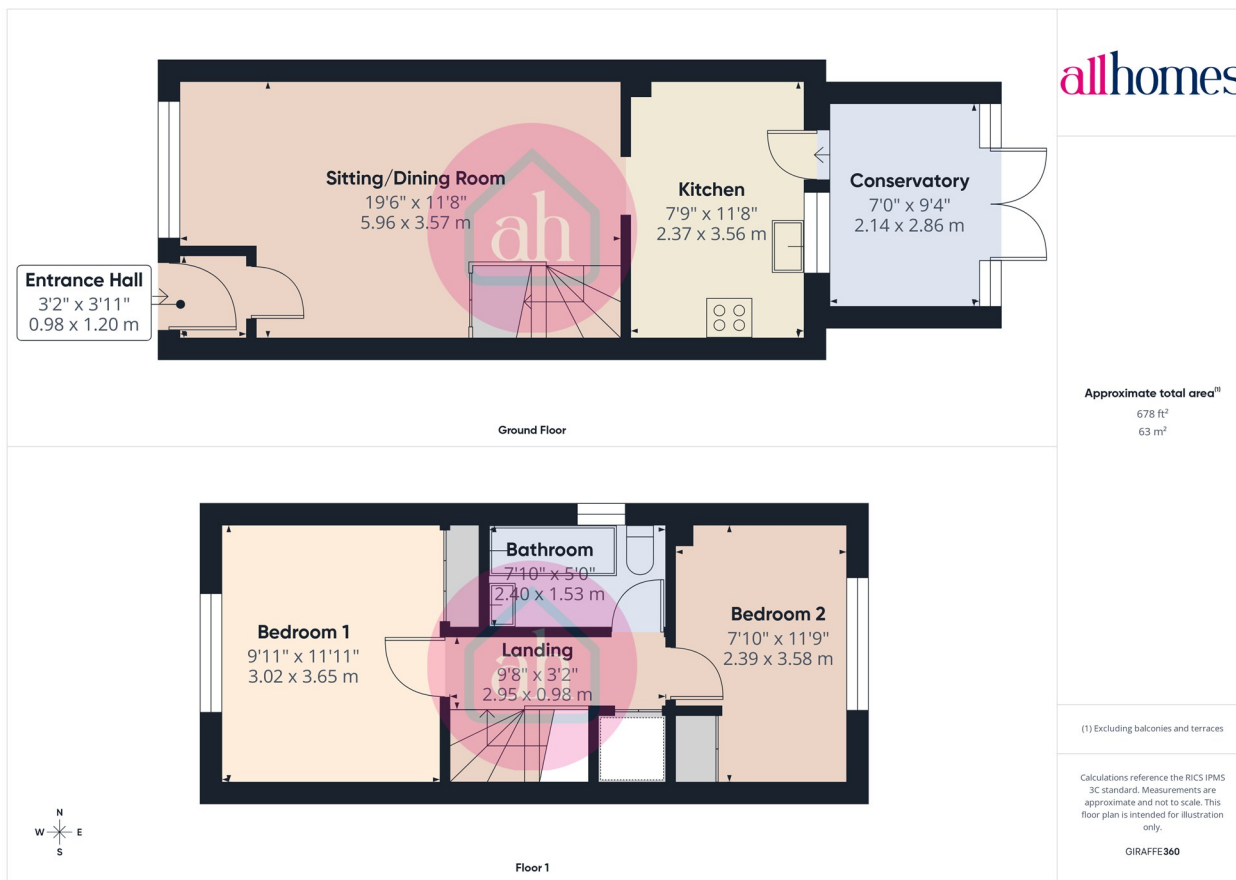 allhomes
Sitting/Dining Room
19'6" x 11'8"
5.96 x 3.57 m
ah
Kitchen
7'9" x 11'8"
2.37 x 3.56 m
Conservatory
7'0" x 9'4"
2.14 x 2.86 m
Entrance Hall
3'2" x 3'11"
0.98 x 1.20 m
Ground Floor
Approximate total area(1)
678 ft²
63 m²
Bathroom
7'10" x 5'0"
2.40 x 1.53 m
Bedroom 1
9'11" x 11'11"
3.02 x 3.65 m
ah
Landing
9'8" x 3'2"
2.95 x 0.98 m
Bedroom 2
7'10" x 11'9"
2.39 x 3.58 m
N
W E
S
Floor 1
(1) Excluding balconies and terraces
Calculations reference the RICS IPMS
3C standard. Measurements are
approximate and not to scale. This
floor plan is intended for illustration
only.
GIRAFFE360